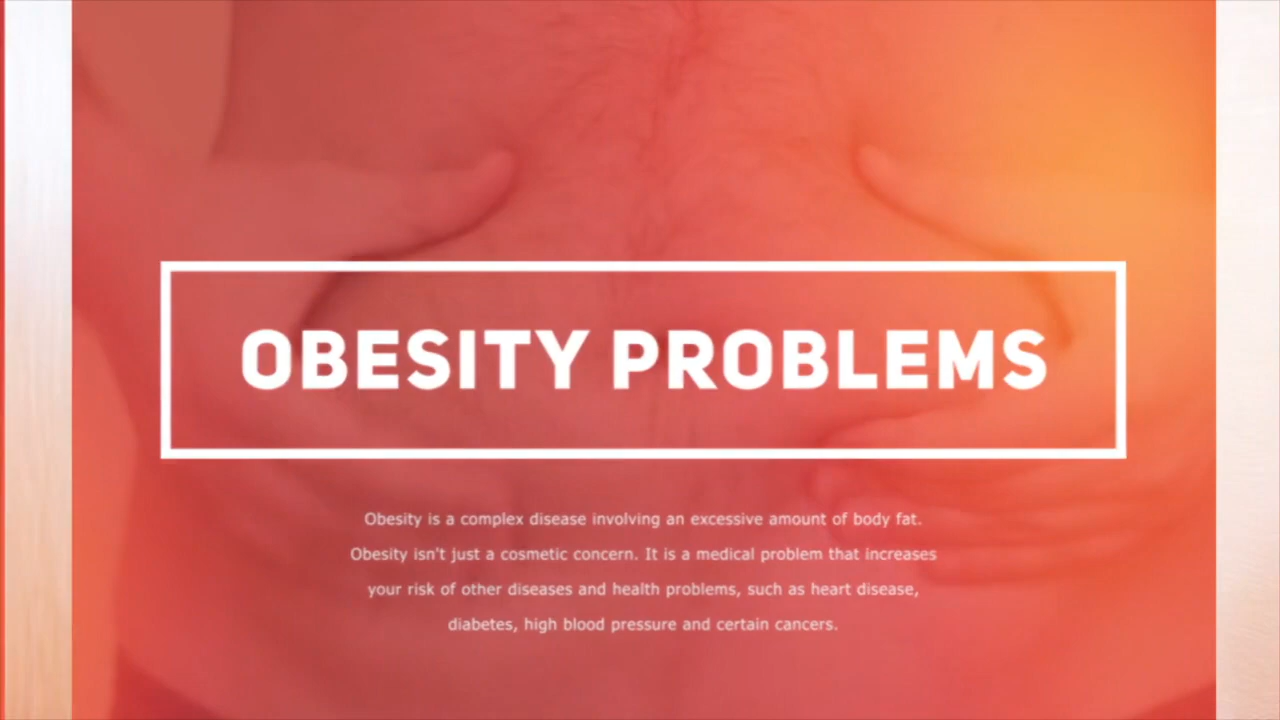 OBESITY PROBLEMS
Obesity is a complex disease involving an excessive amount of body fat.
Obesity isn't just a cosmetic concern. It is a medical problem that increases
your risk of other diseases and health problems, such as heart disease,
diabetes, high blood pressure and certain cancers.